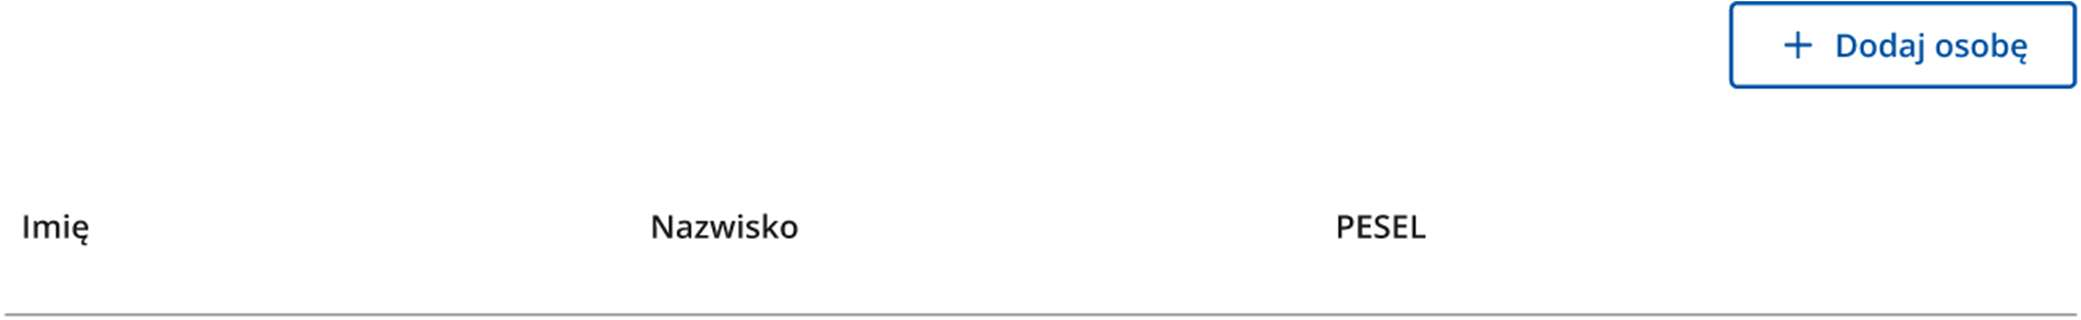 + Dodaj osobę
Imię Nazwisko PESEL